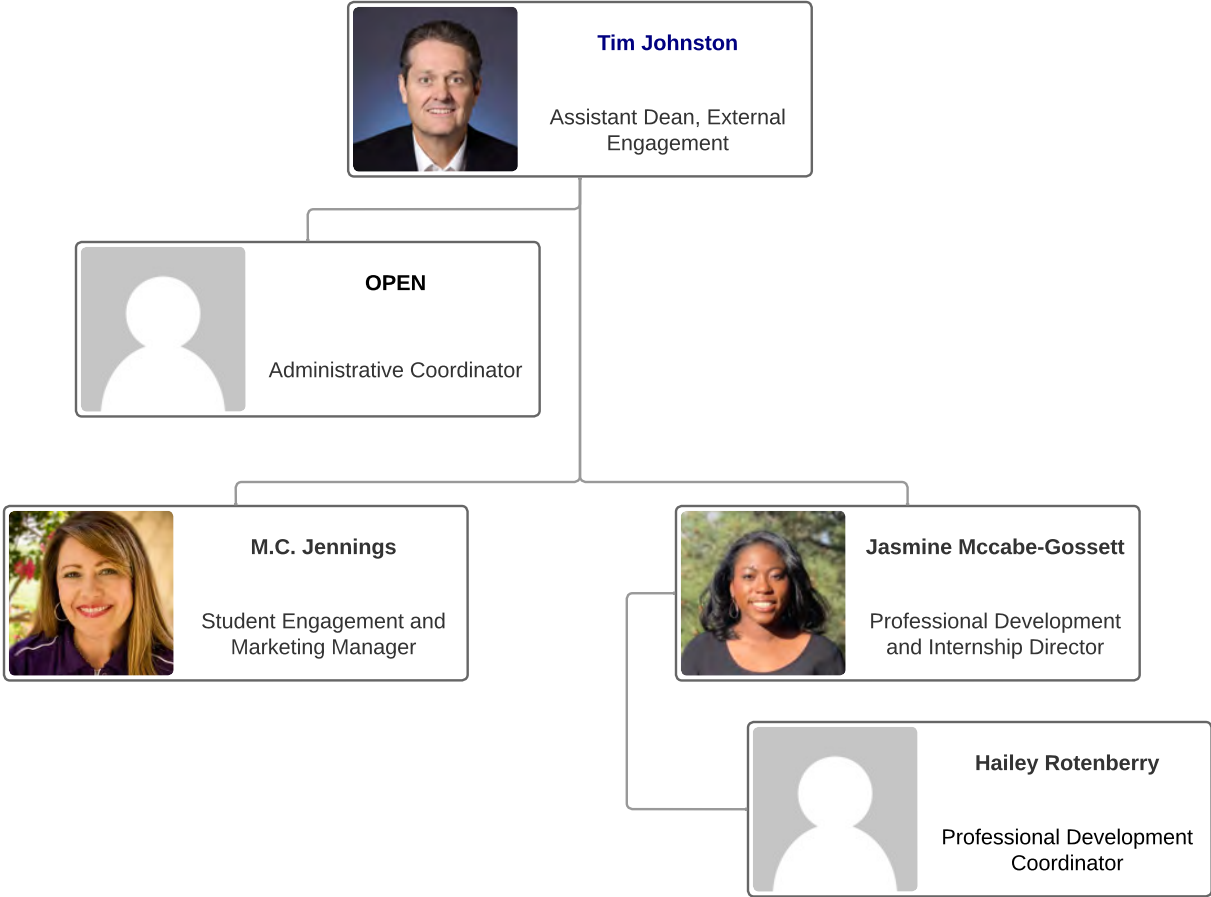 Tim Johnston
Assistant Dean, External
Engagement
OPEN
Administrative Coordinator
M.C. Jennings
Student Engagement and
Marketing Manager
Jasmine Mccabe-Gossett
Professional Development
and Internship Director
Hailey Rotenberry
Professional Development
Coordinator